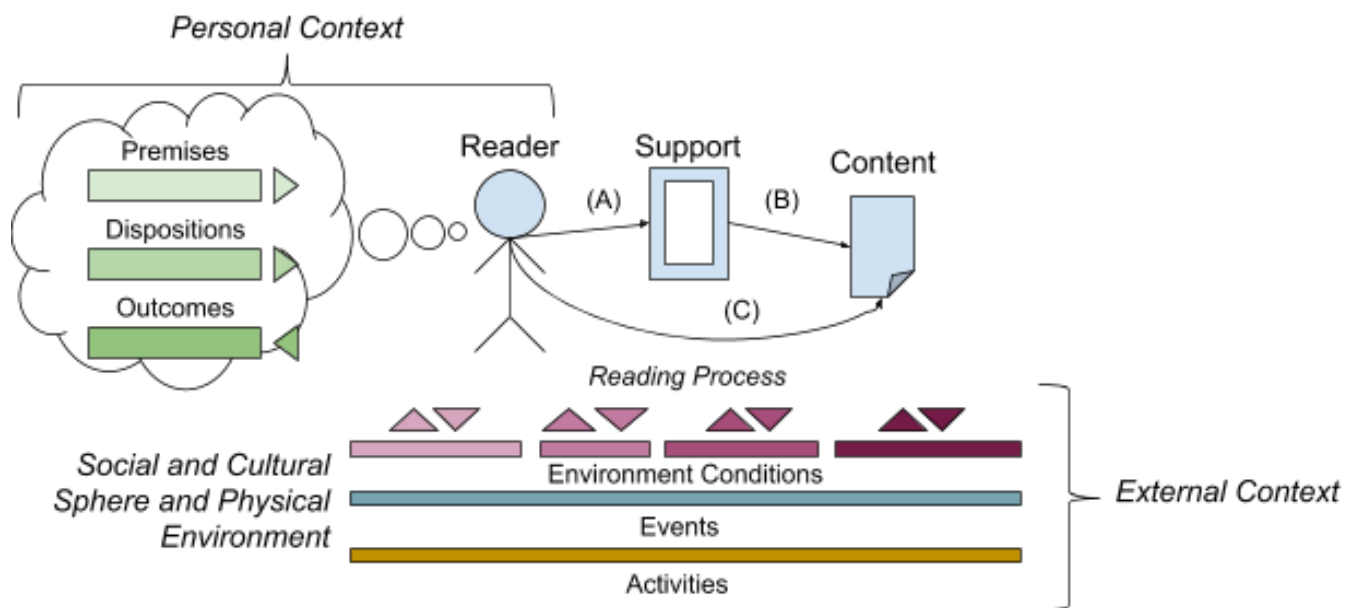 Personal Context
Premises
Dispositions
Outcomes
Reader
Support
Content
(A)
(B)
(C)
Reading Process
Social and Cultural
Sphere and Physical
Environment
Environment Conditions
Events
Activities
External Context